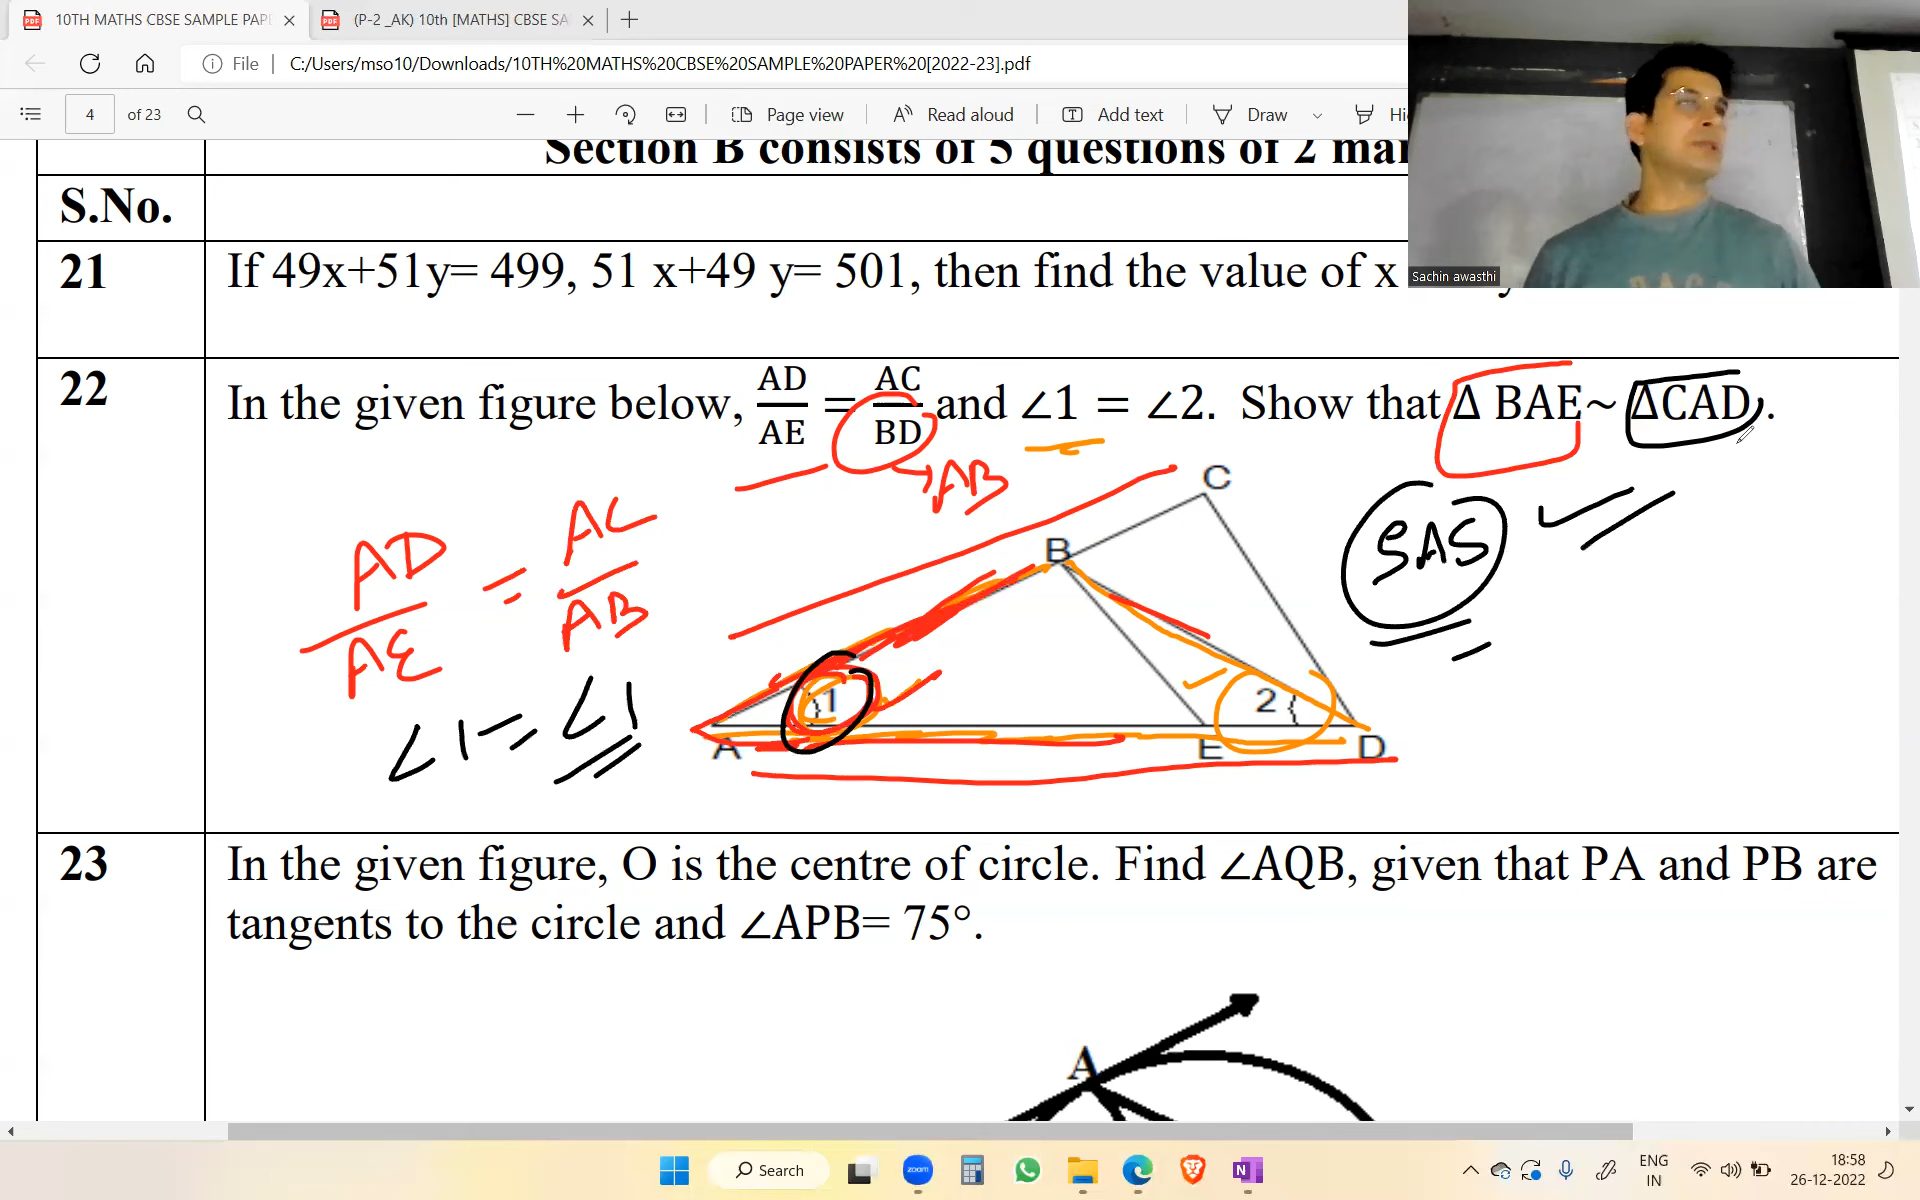 10TH MATHS CBSE SAMPLE PAP
(P-2 _AK) 10th [MATHS] CBSE SA
File
C:/Users/mso10/Downloads/10TH%20MATHS%20CBSE%20SAMPLE%20PAPER%20[2022-23].pdf
4 of 23
Page view
Read aloud
Add text
Draw
Sachin awasthi
Section B consists of 5 questions of 2
S.No.
21 If 49x+51y= 499, 51 x+49 y= 501, then find the value of x
22 In the given figure below, AD/AE = AC/BD and ∠1 = ∠2. Show that Δ BAE~ ΔCAD.
AB
AD/AE = AC/AB
∠1 = ∠1
SAS
C
B
1
2
A
E
D
23 In the given figure, O is the centre of circle. Find ∠AQB, given that PA and PB are
tangents to the circle and ∠APB= 75°.
A
zoom
Search
ENG
IN
18:58
26-12-2022